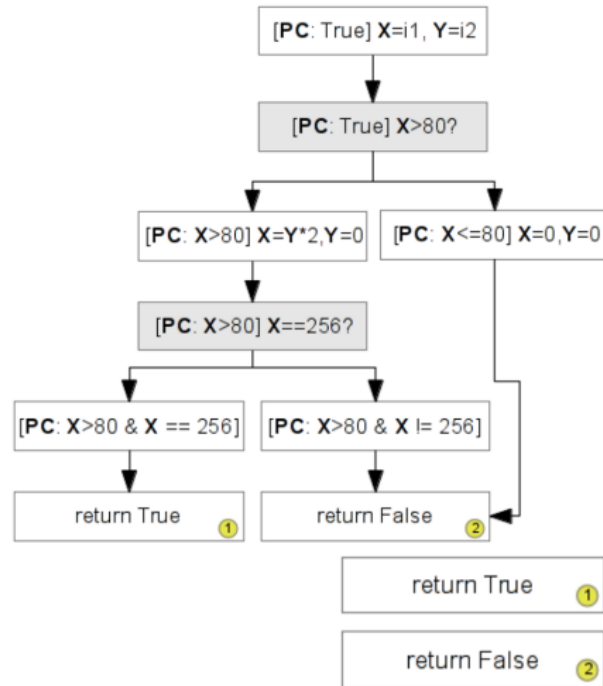 [PC: True] X=i1, Y=i2
[PC: True] X>80?
[PC: X>80] X=Y*2,Y=0
[PC: X<=80] X=0,Y=0
[PC: X>80] X==256?
[PC: X>80 & X == 256]
[PC: X>80 & X != 256]
return True 1
return False 2
return True 1
return False 2